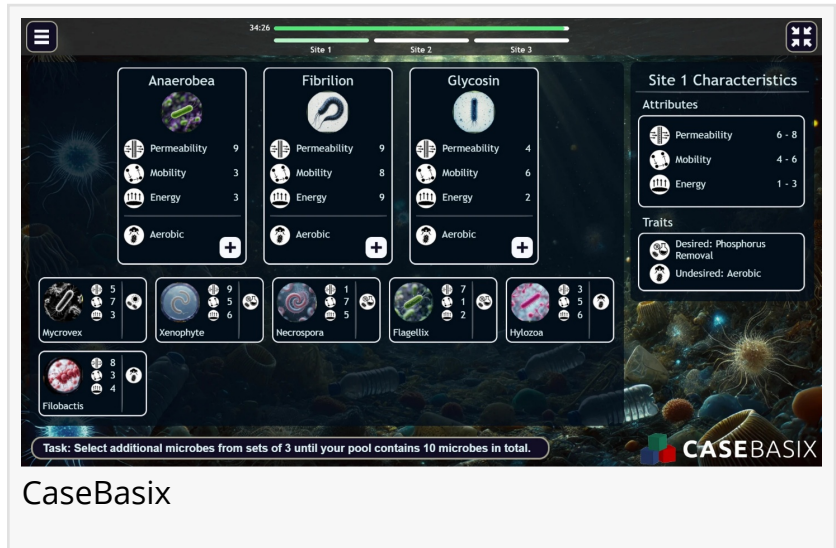 34:26
Site 1 Site 2 Site 3
Anaerobea
Permeability 9
Mobility 3
Energy 3
Aerobic
+
Fibrilion
Permeability 9
Mobility 8
Energy 9
Aerobic
+
Glycosin
Permeability 4
Mobility 6
Energy 2
Aerobic
+
Site 1 Characteristics
Attributes
Permeability 6 - 8
Mobility 4 - 6
Energy 1 - 3
Traits
Desired: Phosphorus
Removal
Undesired: Aerobic
5
7
3
Mycrovex
9
5
6
Xenophyte
1
7
5
Necrospora
7
1
2
Flagellix
3
5
6
Hylozoa
8
3
4
Filobactis
Task: Select additional microbes from sets of 3 until your pool contains 10 microbes in total.
CASEBASIX
CaseBasix